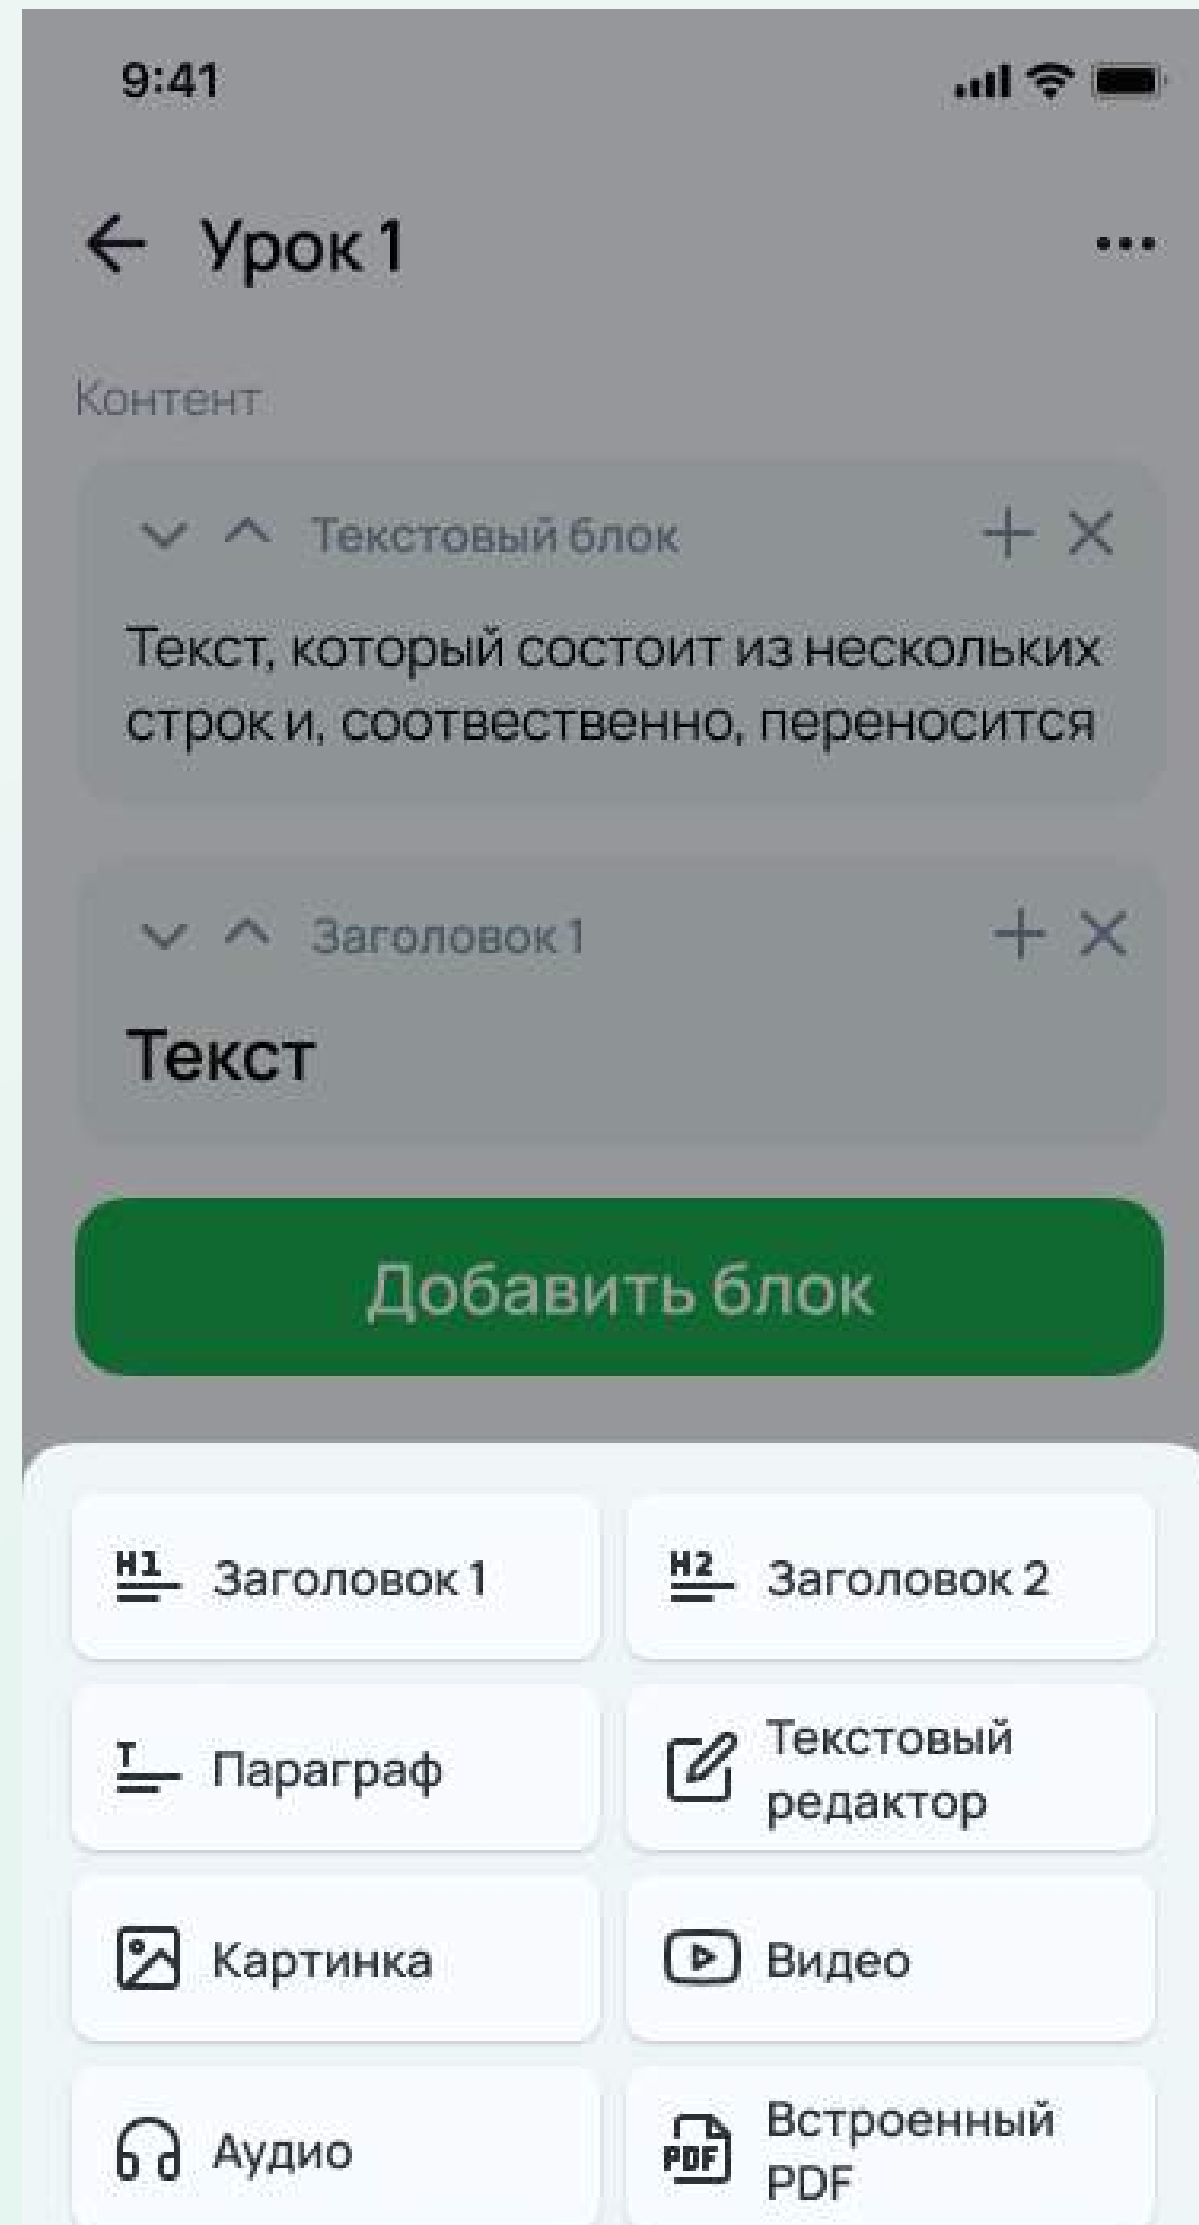 9:41
Урок 1
Контент
Текстовый блок
Текст, который состоит из нескольких
строк и, соотвественно, переносится
Заголовок 1
Текст
Добавить блок
H1 Заголовок 1
H2 Заголовок 2
T Параграф
Текстовый
редактор
Картинка
Видео
Аудио
PDF Встроенный
PDF